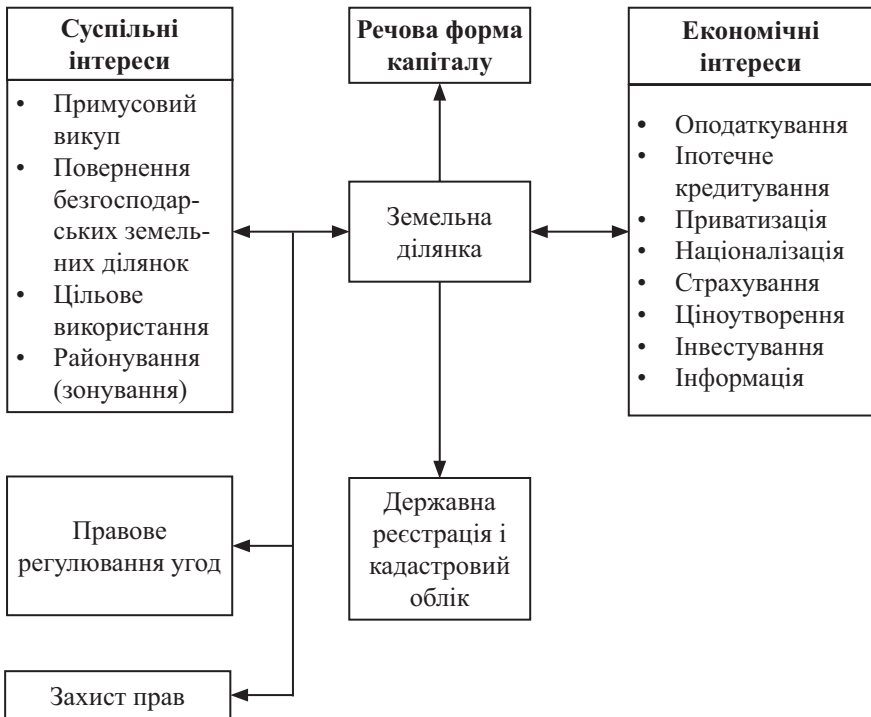 Суспільні
інтереси
• Примусовий
викуп
• Повернення
безгосподар-
ських земель-
них ділянок
• Цільове
використання
• Районування
(зонування)
Речова форма
капіталу
Економічні
інтереси
• Оподаткування
• Іпотечне
кредитування
• Приватизація
• Націоналізація
• Страхування
• Ціноутворення
• Інвестування
• Інформація
Земельна
ділянка
Правове
регулювання угод
Державна
реєстрація і
кадастровий
облік
Захист прав